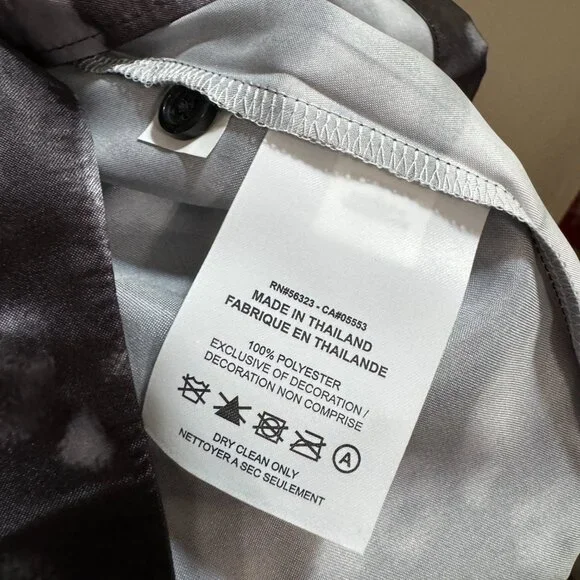 RN#56323 - CA#05553
MADE IN THAILAND
FABRIQUE EN THAILANDE
100% POLYESTER
EXCLUSIVE OF DECORATION /
DECORATION NON COMPRISE
A
DRY CLEAN ONLY
NETTOYER A SEC SEULEMENT